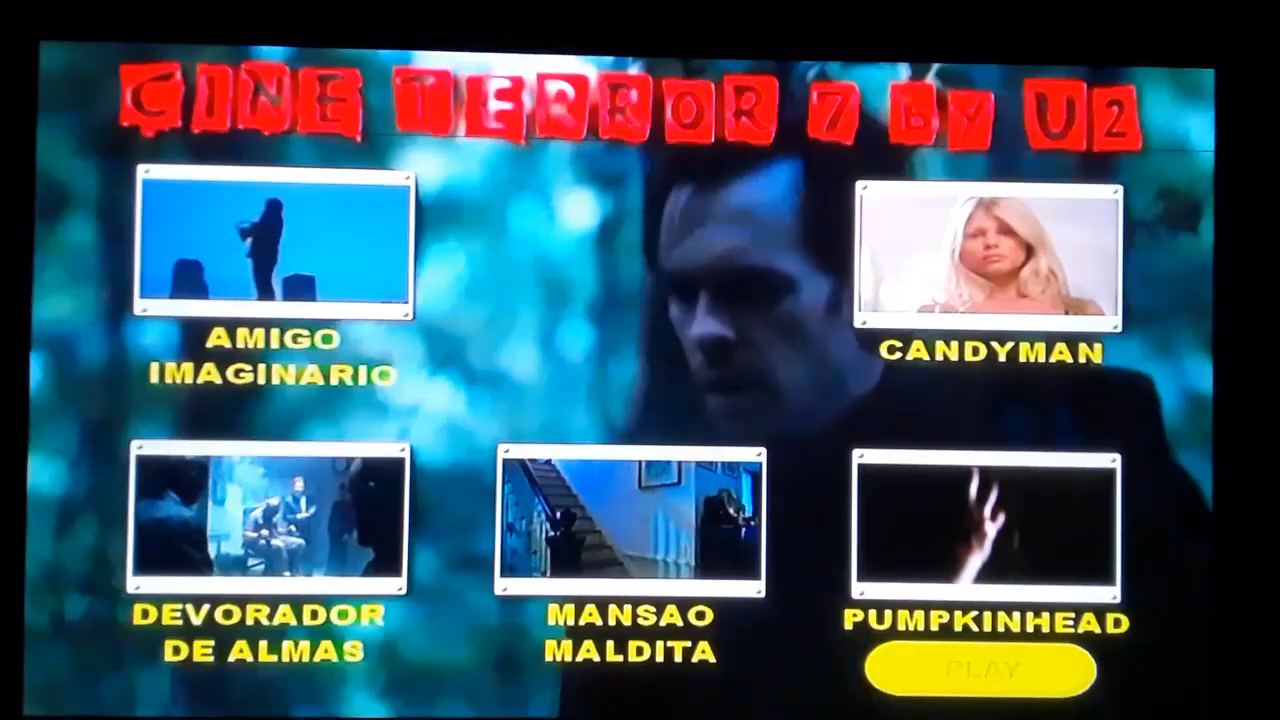 CINE TERROR 7 BY U2
AMIGO
IMAGINARIO
CANDYMAN
DEVORADOR
DE ALMAS
MANSAO
MALDITA
PUMPKINHEAD
PLAY